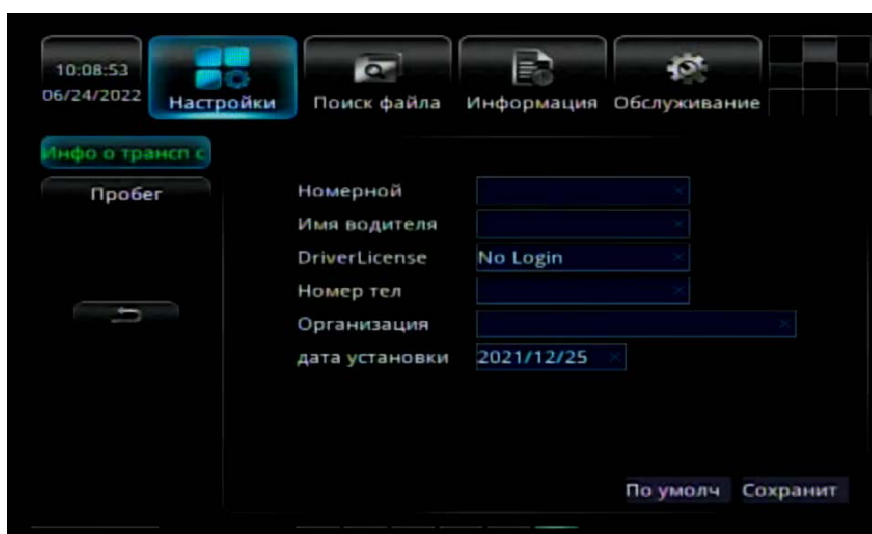 10:08:53
06/24/2022
Настройки
Поиск файла
Информация
Обслуживание
Инфо о трансп с
Пробег
Номерной
Имя водителя
DriverLicense No Login
Номер тел
Организация
дата установки 2021/12/25
По умолч Сохранит